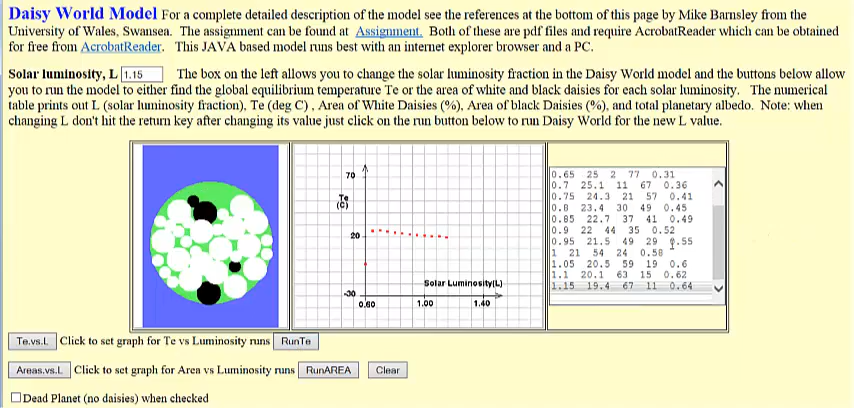 Daisy World Model For a complete detailed description of the model see the references at the bottom of this page by Mike Barnsley from the
University of Wales, Swansea. The assignment can be found at Assignment. Both of these are pdf files and require AcrobatReader which can be obtained
for free from AcrobatReader. This JAVA based model runs best with an internet explorer browser and a PC.
Solar luminosity, L 1.15 The box on the left allows you to change the solar luminosity fraction in the Daisy World model and the buttons below allow
you to run the model to either find the global equilibrium temperature Te or the area of white and black daisies for each solar luminosity. The numerical
table prints out L (solar luminosity fraction), Te (deg C) , Area of White Daisies (%), Area of black Daisies (%), and total planetary albedo. Note: when
changing L don't hit the return key after changing its value just click on the run button below to run Daisy World for the new L value.
70
Te
(C)
20
-30
Solar Luminosity(L)
0.60 1.00 1.40
0.65 25 2 77 0.31
0.7 25.1 11 67 0.36
0.75 24.3 21 57 0.41
0.8 23.4 30 49 0.45
0.85 22.7 37 41 0.49
0.9 22 44 35 0.52
0.95 21.5 49 29 0.55
1 21 54 24 0.58
1.05 20.5 59 19 0.6
1.1 20.1 63 15 0.62
1.15 19.4 67 11 0.64
Te.vs.L Click to set graph for Te vs Luminosity runs RunTe
Areas.vs.L Click to set graph for Area vs Luminosity runs RunAREA Clear
Dead Planet (no daisies) when checked